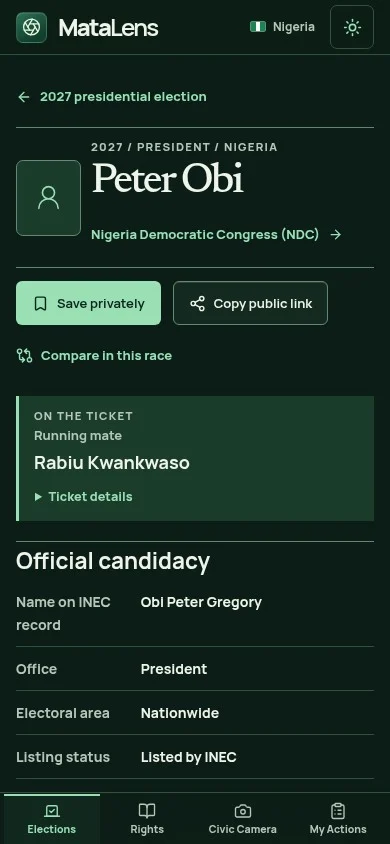 MataLens
Nigeria
2027 presidential election
2027 / PRESIDENT / NIGERIA
Peter Obi
Nigeria Democratic Congress (NDC)
Save privately
Copy public link
Compare in this race
ON THE TICKET
Running mate
Rabiu Kwankwaso
Ticket details
Official candidacy
Name on INEC record
Obi Peter Gregory
Office
President
Electoral area
Nationwide
Listing status
Listed by INEC
Elections
Rights
Civic Camera
My Actions